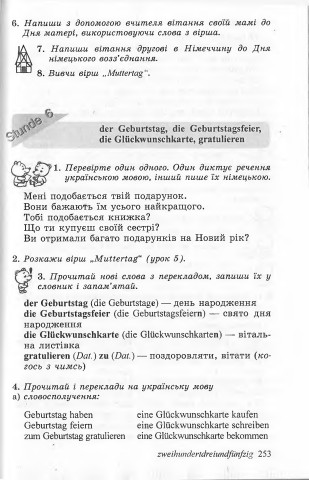 6. Напиши з допомогою вчителя вітання своїй мамі до
Дня матері, використовуючи слова з вірша.
7. Напиши вітання другові в Німеччину до Дня
німецького возз'єднання.
8. Вивчи вірш „Muttertag".
Stunde 6
der Geburtstag, die Geburtstagsfeier,
die Glückwunschkarte, gratulieren
1. Перевірте один одного. Один диктує речення
українською мовою, інший пише їх німецькою.
Мені подобається твій подарунок.
Вони бажають їм усього найкращого.
Тобі подобається книжка?
Що ти купуєш своїй сестрі?
Ви отримали багато подарунків на Новий рік?
2. Розкажи вірш „Muttertag" (урок 5).
3. Прочитай нові слова з перекладом, запиши їх у
словник і запам'ятай.
der Geburtstag (die Geburtstage) — день народження
die Geburtstagsfeier (die Geburtstagsfeiern) — свято дня
народження
die Glückwunschkarte (die Glückwunschkarten) — віталь-
на листівка
gratulieren (Dat.) zu (Dat.) — поздоровляти, вітати (ко-
гось з чимсь)
4. Прочитай і переклади на українську мову
а) словосполучення:
Geburtstag haben eine Glückwunschkarte kaufen
Geburtstag feiern eine Glückwunschkarte schreiben
zum Geburtstag gratulieren eine Glückwunschkarte bekommen
zweihundertdreiundfünfzig 253